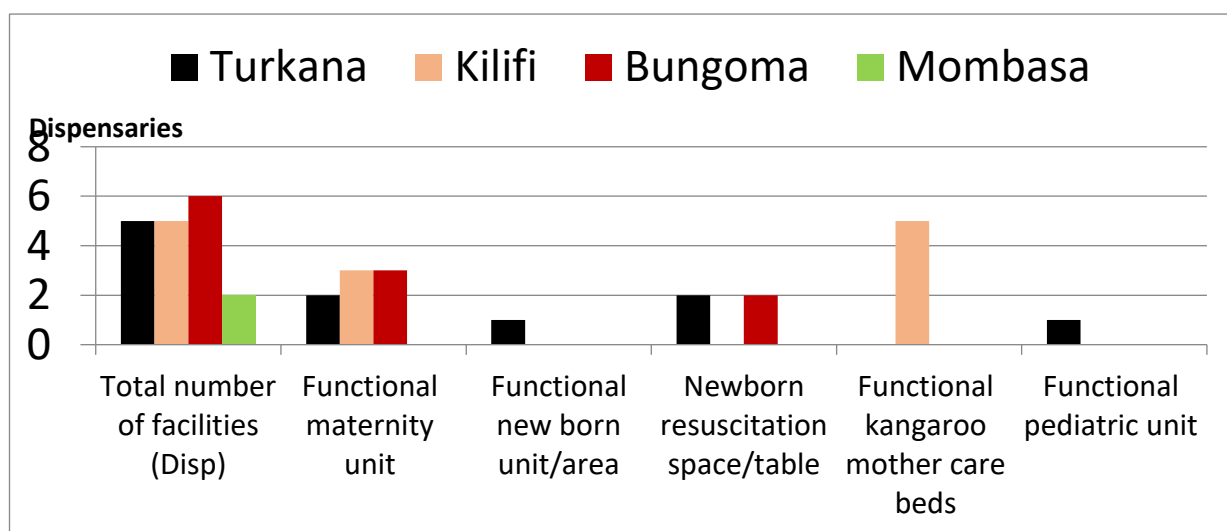 Turkana Kilifi Bungoma Mombasa
Dispensaries
8
6
4
2
0
Total number
of facilities
(Disp)
Functional
maternity
unit
Functional
new born
unit/area
Newborn
resuscitation
space/table
Functional
kangaroo
mother care
beds
Functional
pediatric unit